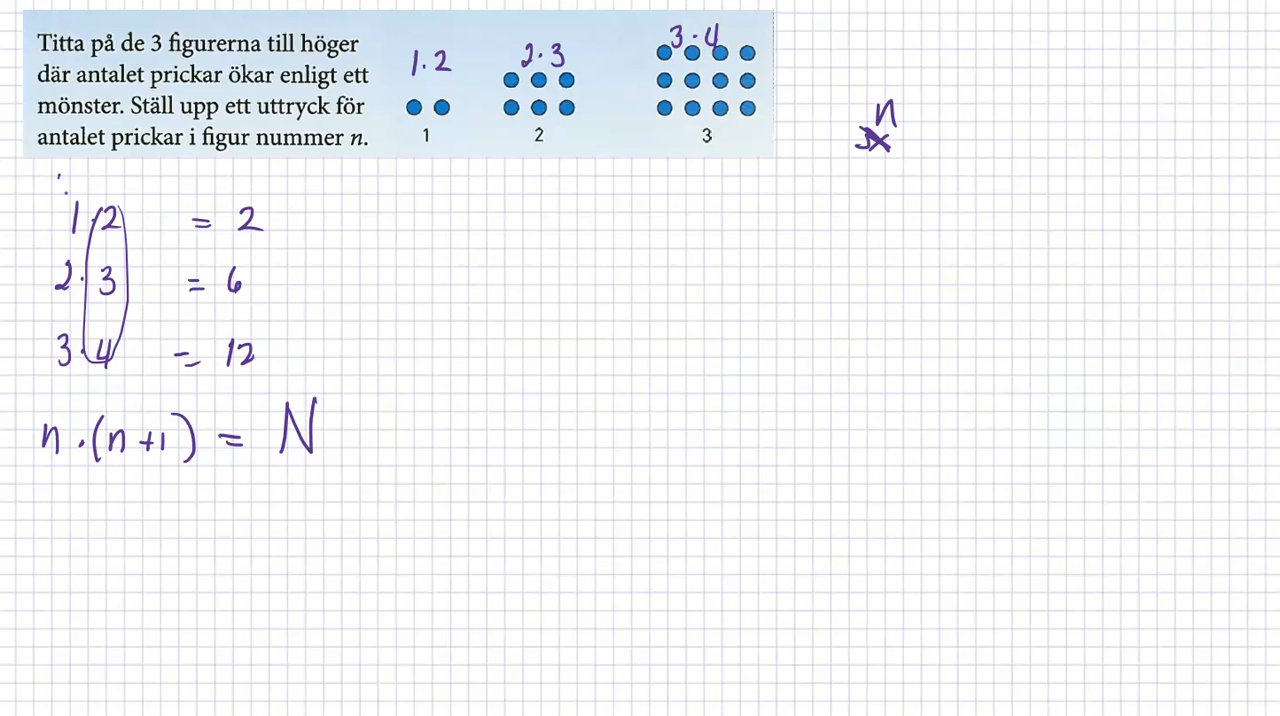 Titta på de 3 figurerna till höger
där antalet prickar ökar enligt ett
mönster. Ställ upp ett uttryck för
antalet prickar i figur nummer n.
1·2
2·3
3·4
1
2
3
n
1·2 = 2
2·3 = 6
3·4 = 12
n·(n+1) = N